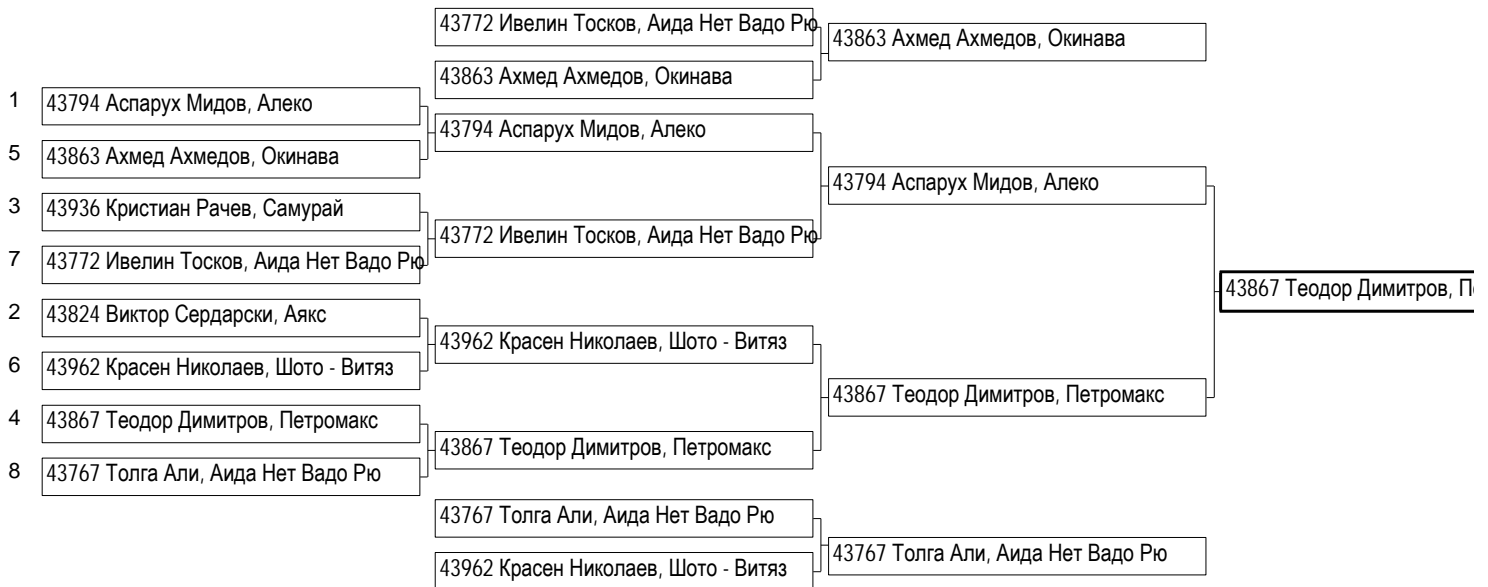 43772 Ивелин Тосков, Аида Нет Вадо Рю
43863 Ахмед Ахмедов, Окинава
43863 Ахмед Ахмедов, Окинава
1 43794 Аспарух Мидов, Алеко
43794 Аспарух Мидов, Алеко
5 43863 Ахмед Ахмедов, Окинава
43794 Аспарух Мидов, Алеко
3 43936 Кристиан Рачев, Самурай
43772 Ивелин Тосков, Аида Нет Вадо Рю
7 43772 Ивелин Тосков, Аида Нет Вадо Рю
43867 Теодор Димитров,
2 43824 Виктор Сердарски, Аякс
43962 Красен Николаев, Шото - Витяз
6 43962 Красен Николаев, Шото - Витяз
43867 Теодор Димитров, Петромакс
4 43867 Теодор Димитров, Петромакс
43867 Теодор Димитров, Петромакс
8 43767 Толга Али, Аида Нет Вадо Рю
43767 Толга Али, Аида Нет Вадо Рю
43767 Толга Али, Аида Нет Вадо Рю
43962 Красен Николаев, Шото - Витяз